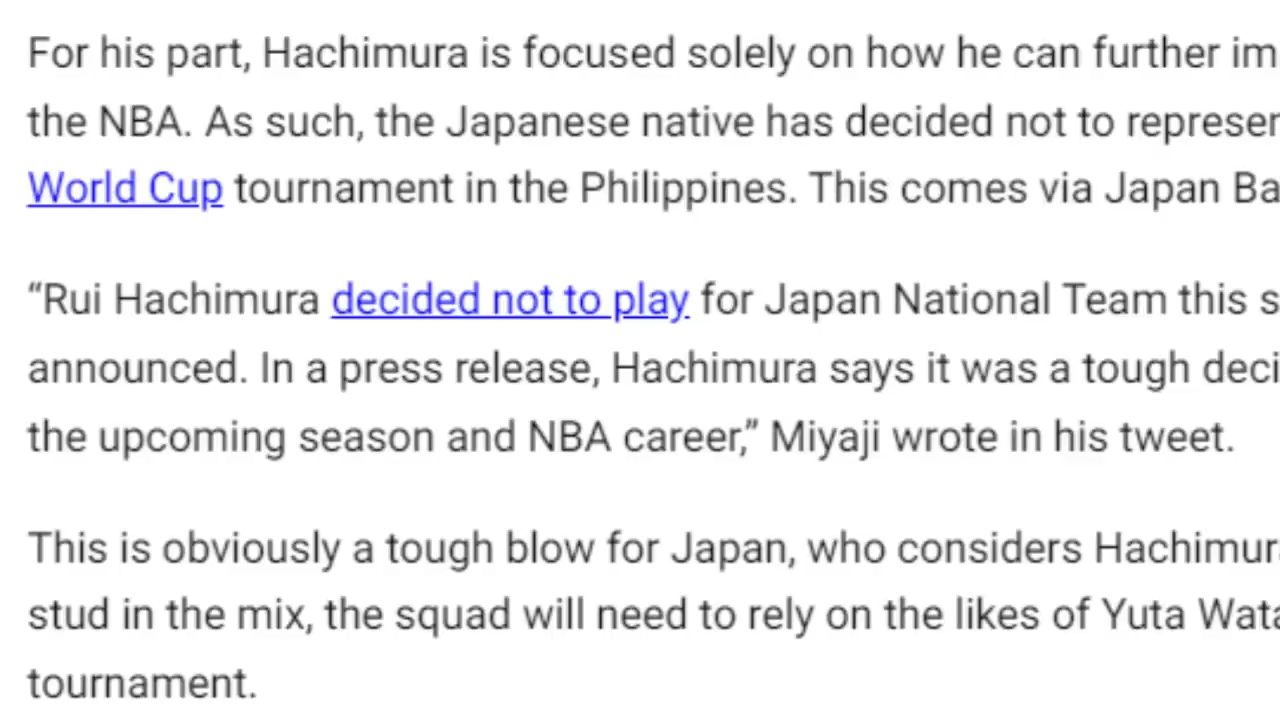 For his part, Hachimura is focused solely on how he can further im
the NBA. As such, the Japanese native has decided not to represen
World Cup tournament in the Philippines. This comes via Japan Ba
“Rui Hachimura decided not to play for Japan National Team this s
announced. In a press release, Hachimura says it was a tough deci
the upcoming season and NBA career,” Miyaji wrote in his tweet.
This is obviously a tough blow for Japan, who considers Hachimura
stud in the mix, the squad will need to rely on the likes of Yuta Wata
tournament.